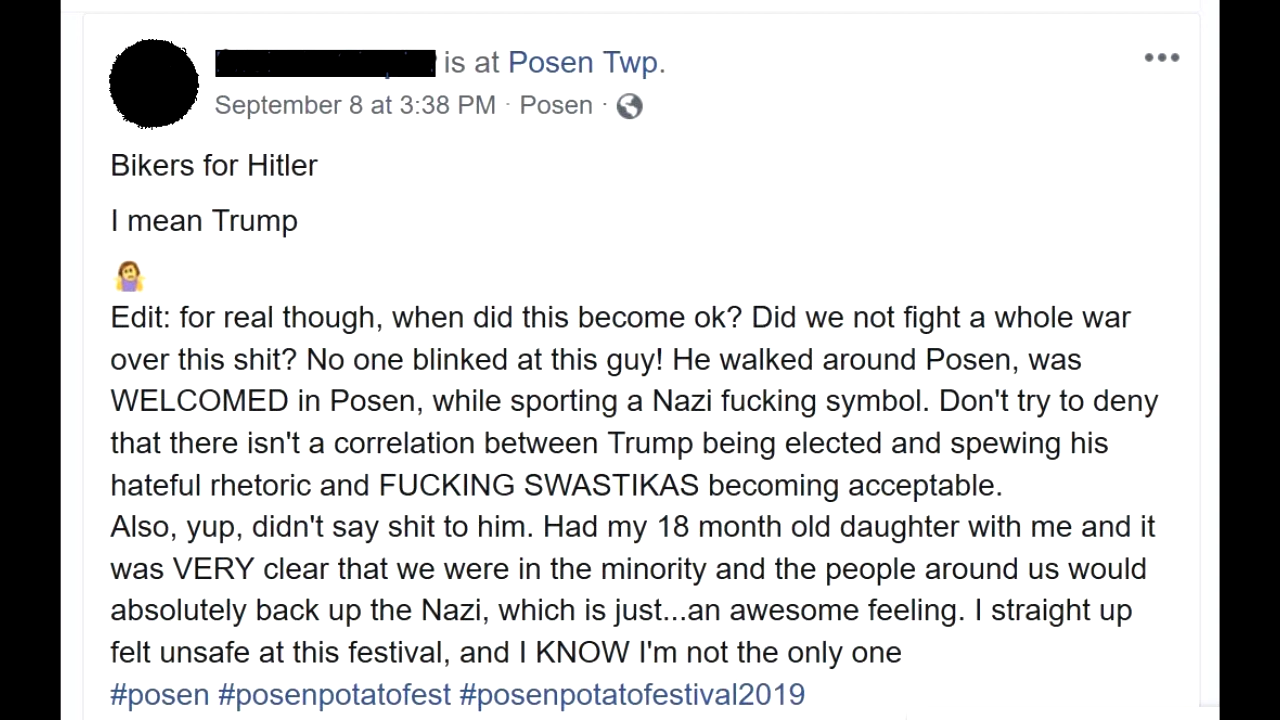 is at Posen Twp.
September 8 at 3:38 PM · Posen ·
Bikers for Hitler
I mean Trump
🤷‍♀️
Edit: for real though, when did this become ok? Did we not fight a whole war
over this shit? No one blinked at this guy! He walked around Posen, was
WELCOMED in Posen, while sporting a Nazi fucking symbol. Don't try to deny
that there isn't a correlation between Trump being elected and spewing his
hateful rhetoric and FUCKING SWASTIKAS becoming acceptable.
Also, yup, didn't say shit to him. Had my 18 month old daughter with me and it
was VERY clear that we were in the minority and the people around us would
absolutely back up the Nazi, which is just...an awesome feeling. I straight up
felt unsafe at this festival, and I KNOW I'm not the only one
#posen #posenpotatofest #posenpotatofestival2019